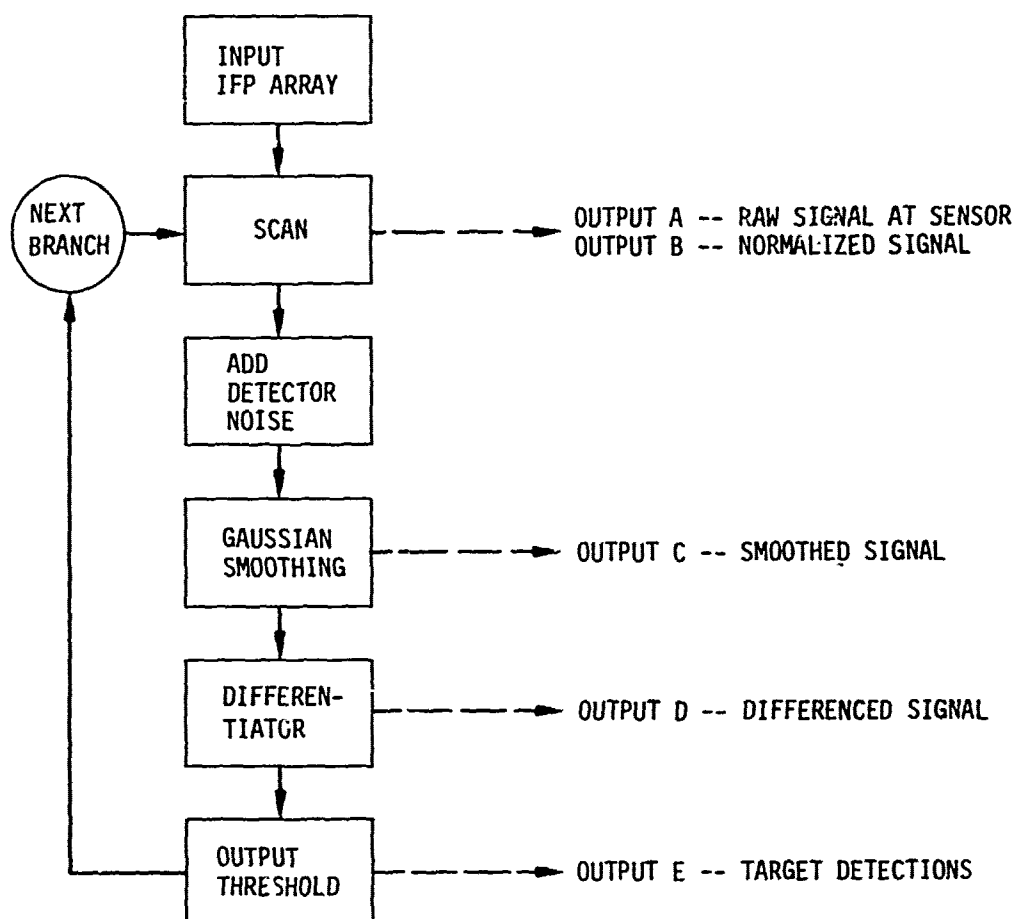 INPUT
IFP ARRAY
NEXT
BRANCH
SCAN
OUTPUT A -- RAW SIGNAL AT SENSOR
OUTPUT B -- NORMALIZED SIGNAL
ADD
DETECTOR
NOISE
GAUSSIAN
SMOOTHING
OUTPUT C -- SMOOTHED SIGNAL
DIFFEREN-
TIATOR
OUTPUT D -- DIFFERENCED SIGNAL
OUTPUT
THRESHOLD
OUTPUT E -- TARGET DETECTIONS